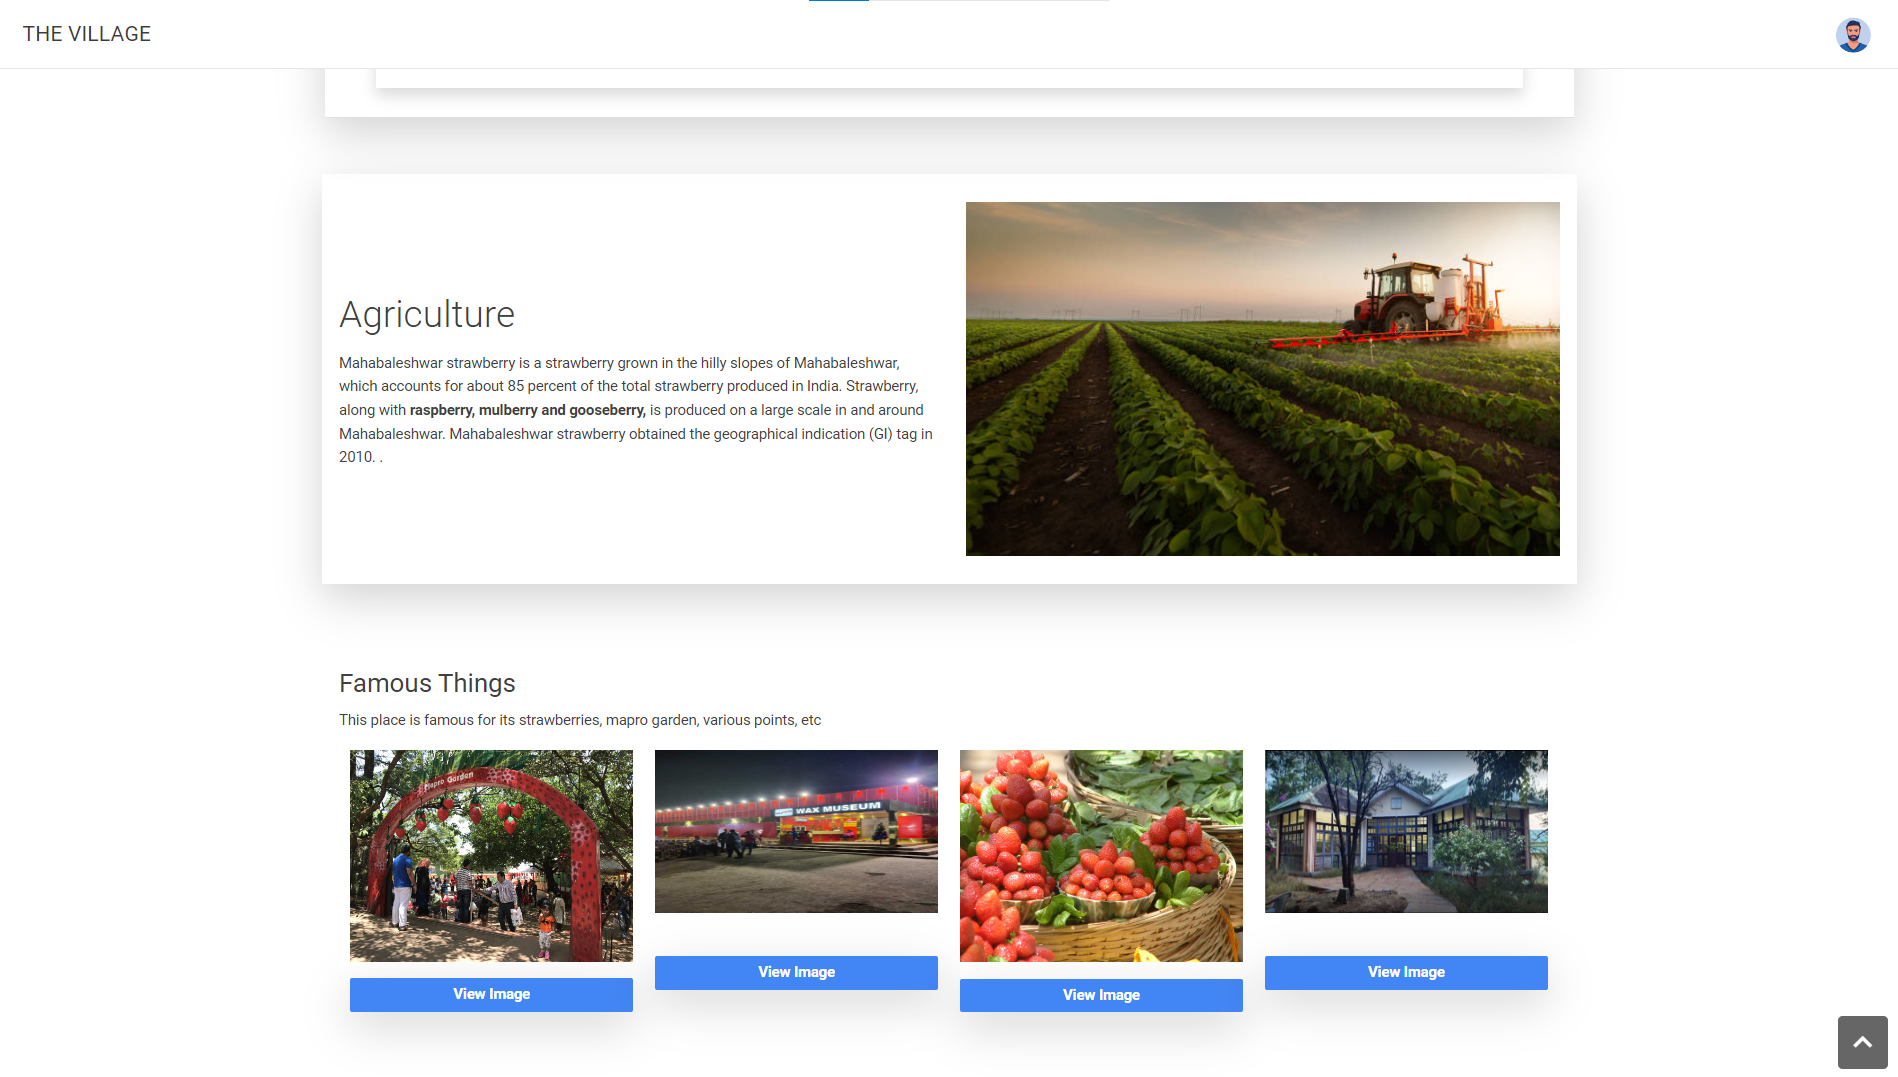 THE VILLAGE
Agriculture
Mahabaleshwar strawberry is a strawberry grown in the hilly slopes of Mahabaleshwar,
which accounts for about 85 percent of the total strawberry produced in India. Strawberry,
along with raspberry, mulberry and gooseberry, is produced on a large scale in and around
Mahabaleshwar. Mahabaleshwar strawberry obtained the geographical indication (GI) tag in
2010. .
Famous Things
This place is famous for its strawberries, mapro garden, various points, etc
Mapro Garden
WAX MUSEUM
View Image
View Image
View Image
View Image